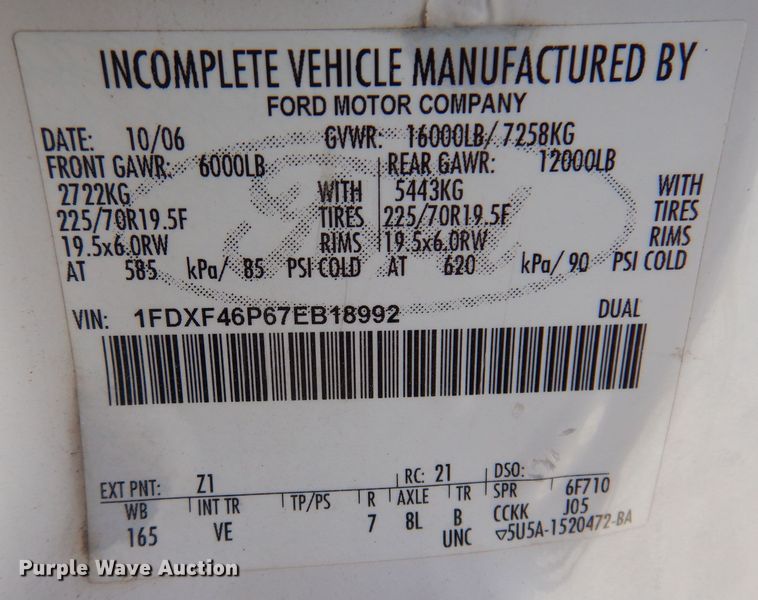 INCOMPLETE VEHICLE MANUFACTURED BY
FORD MOTOR COMPANY
DATE: 10/06 GVWR: 16000LB/ 7258KG
FRONT GAWR: 6000LB REAR GAWR: 12000LB
2722KG WITH 5443KG WITH
225/70R19.5F TIRES 225/70R19.5F TIRES
19.5x6.0RW RIMS 19.5x6.0RW RIMS
AT 585 kPa/ 85 PSI COLD AT 620 kPa/ 90 PSI COLD
VIN: 1FDXF46P67EB18992 DUAL
EXT PNT: Z1 RC: 21 DSO:
WB INT TR TP/PS R AXLE TR SPR 6F710
165 VE 7 8L B CCKK J05
UNC ▽5U5A-1520472-BA
Purple Wave Auction